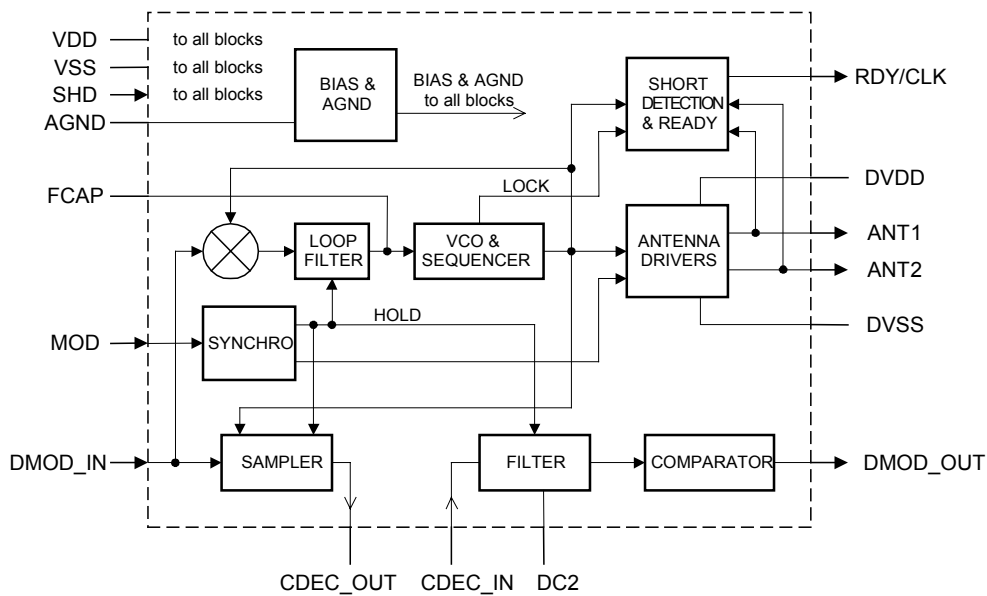 VDD
to all blocks
VSS
to all blocks
SHD
to all blocks
AGND
BIAS &
AGND
BIAS & AGND
to all blocks
SHORT
DETECTION
& READY
RDY/CLK
FCAP
LOCK
DVDD
LOOP
FILTER
VCO &
SEQUENCER
ANTENNA
DRIVERS
ANT1
ANT2
HOLD
DVSS
MOD
SYNCHRO
DMOD_IN
SAMPLER
FILTER
COMPARATOR
DMOD_OUT
CDEC_OUT
CDEC_IN
DC2